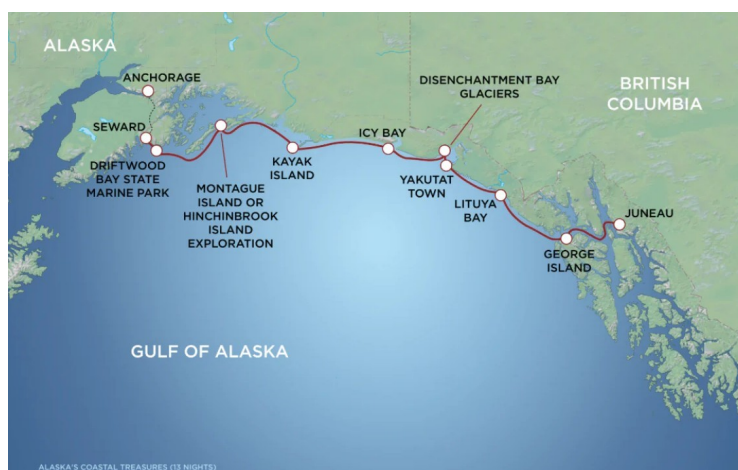 ALASKA
ANCHORAGE
DISENCHANTMENT BAY
GLACIERS
BRITISH
COLUMBIA
SEWARD
ICY BAY
DRIFTWOOD
BAY STATE
MARINE PARK
KAYAK
ISLAND
YAKUTAT
TOWN
MONTAGUE
ISLAND OR
HINCHINBROOK
ISLAND
EXPLORATION
LITUYA
BAY
JUNEAU
GEORGE
ISLAND
GULF OF ALASKA
ALASKA'S COASTAL TREASURES (13 NIGHTS)